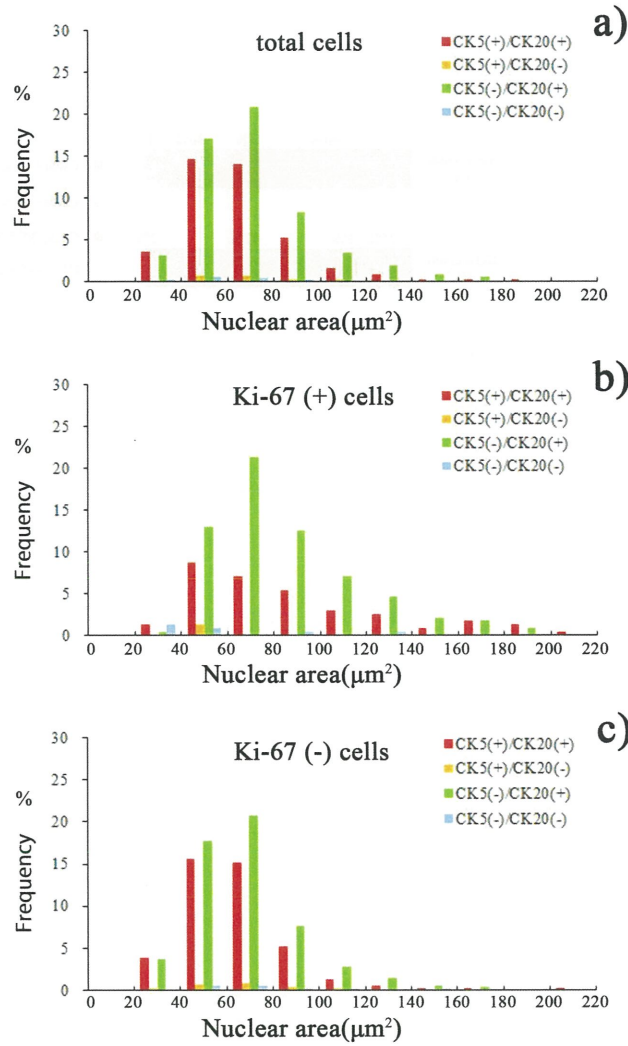 a)
total cells
CK5(+)/CK20(+)
CK5(+)/CK20(-)
CK5(-)/CK20(+)
CK5(-)/CK20(-)
Frequency %
30
25
20
15
10
5
0
0 20 40 60 80 100 120 140 160 180 200 220
Nuclear area(μm²)
b)
Ki-67 (+) cells
CK5(+)/CK20(+)
CK5(+)/CK20(-)
CK5(-)/CK20(+)
CK5(-)/CK20(-)
Frequency %
30
25
20
15
10
5
0
0 20 40 60 80 100 120 140 160 180 200 220
Nuclear area(μm²)
c)
Ki-67 (-) cells
CK5(+)/CK20(+)
CK5(+)/CK20(-)
CK5(-)/CK20(+)
CK5(-)/CK20(-)
Frequency %
30
25
20
15
10
5
0
0 20 40 60 80 100 120 140 160 180 200 220
Nuclear area(μm²)